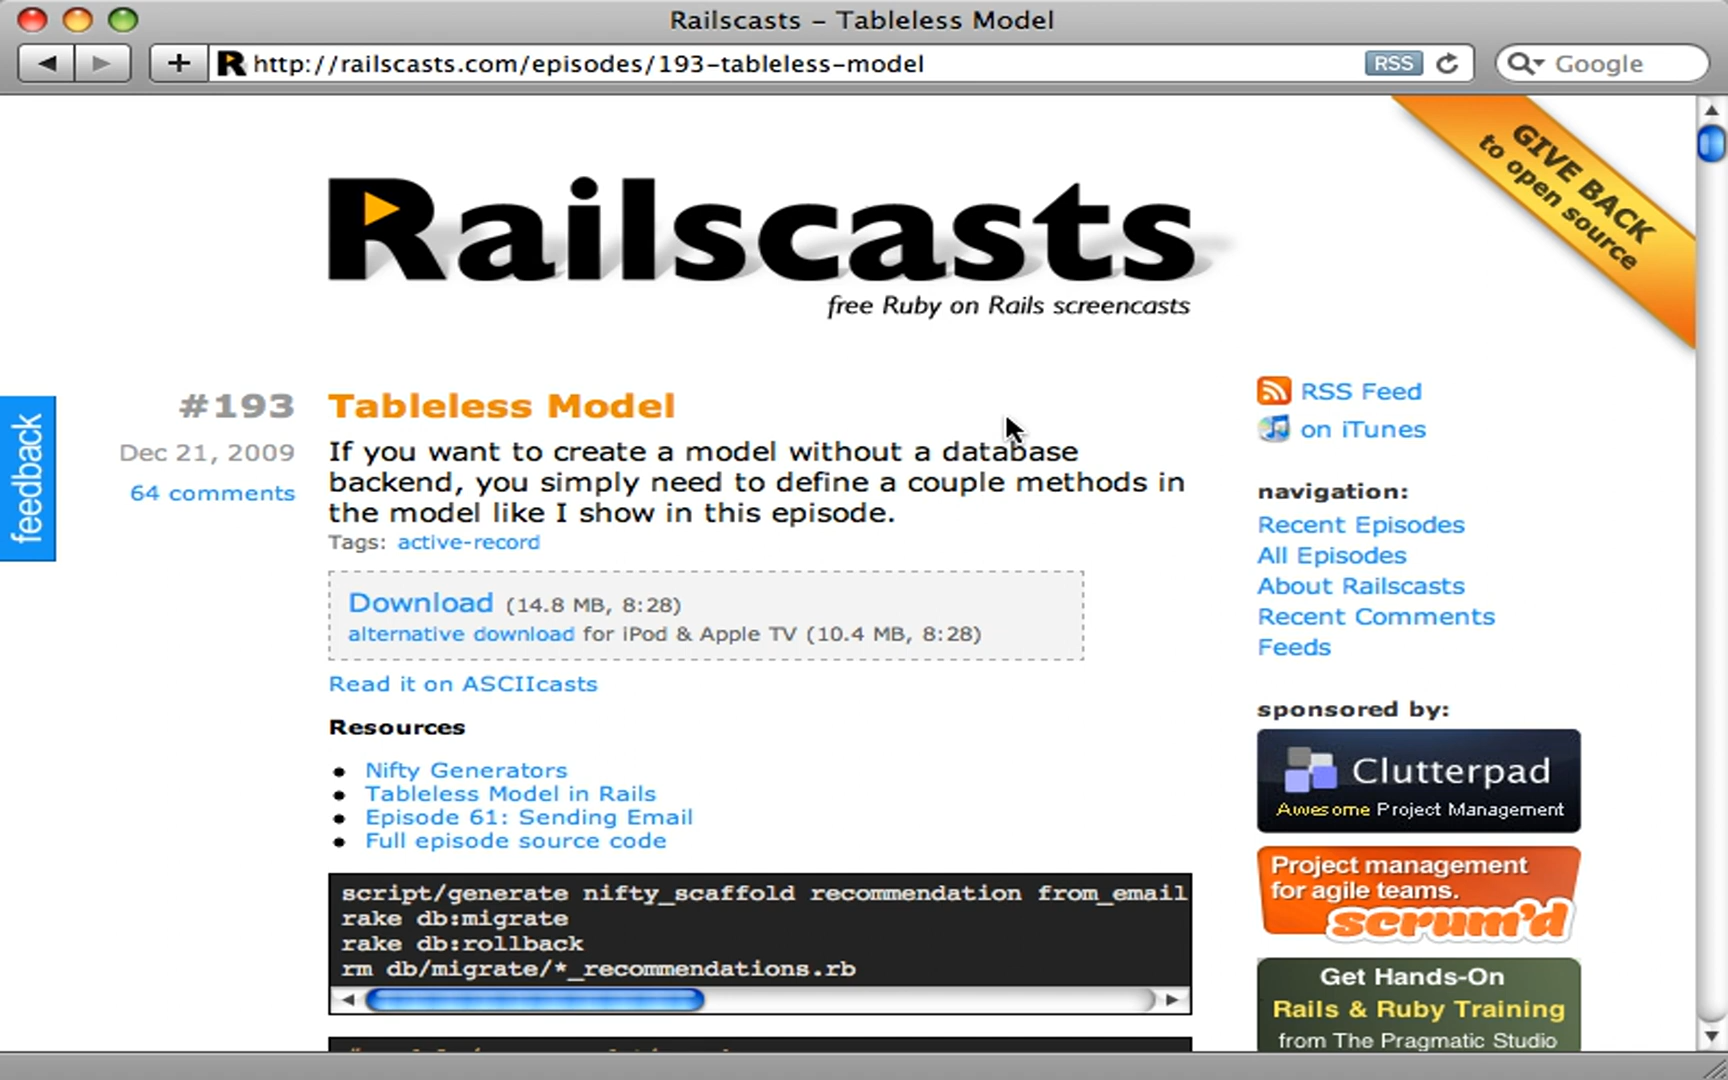 Railscasts – Tableless Model
http://railscasts.com/episodes/193-tableless-model
RSS
Google
GIVE BACK
to open source
Railscasts
free Ruby on Rails screencasts
feedback
#193
Dec 21, 2009
64 comments
Tableless Model
If you want to create a model without a database
backend, you simply need to define a couple methods in
the model like I show in this episode.
Tags: active-record
Download (14.8 MB, 8:28)
alternative download for iPod & Apple TV (10.4 MB, 8:28)
Read it on ASCIIcasts
Resources
Nifty Generators
Tableless Model in Rails
Episode 61: Sending Email
Full episode source code
script/generate nifty_scaffold recommendation from_email
rake db:migrate
rake db:rollback
rm db/migrate/*_recommendations.rb
RSS Feed
on iTunes
navigation:
Recent Episodes
All Episodes
About Railscasts
Recent Comments
Feeds
sponsored by:
Clutterpad
Awesome Project Management
Project management
for agile teams.
scrum'd
Get Hands-On
Rails & Ruby Training
from The Pragmatic Studio